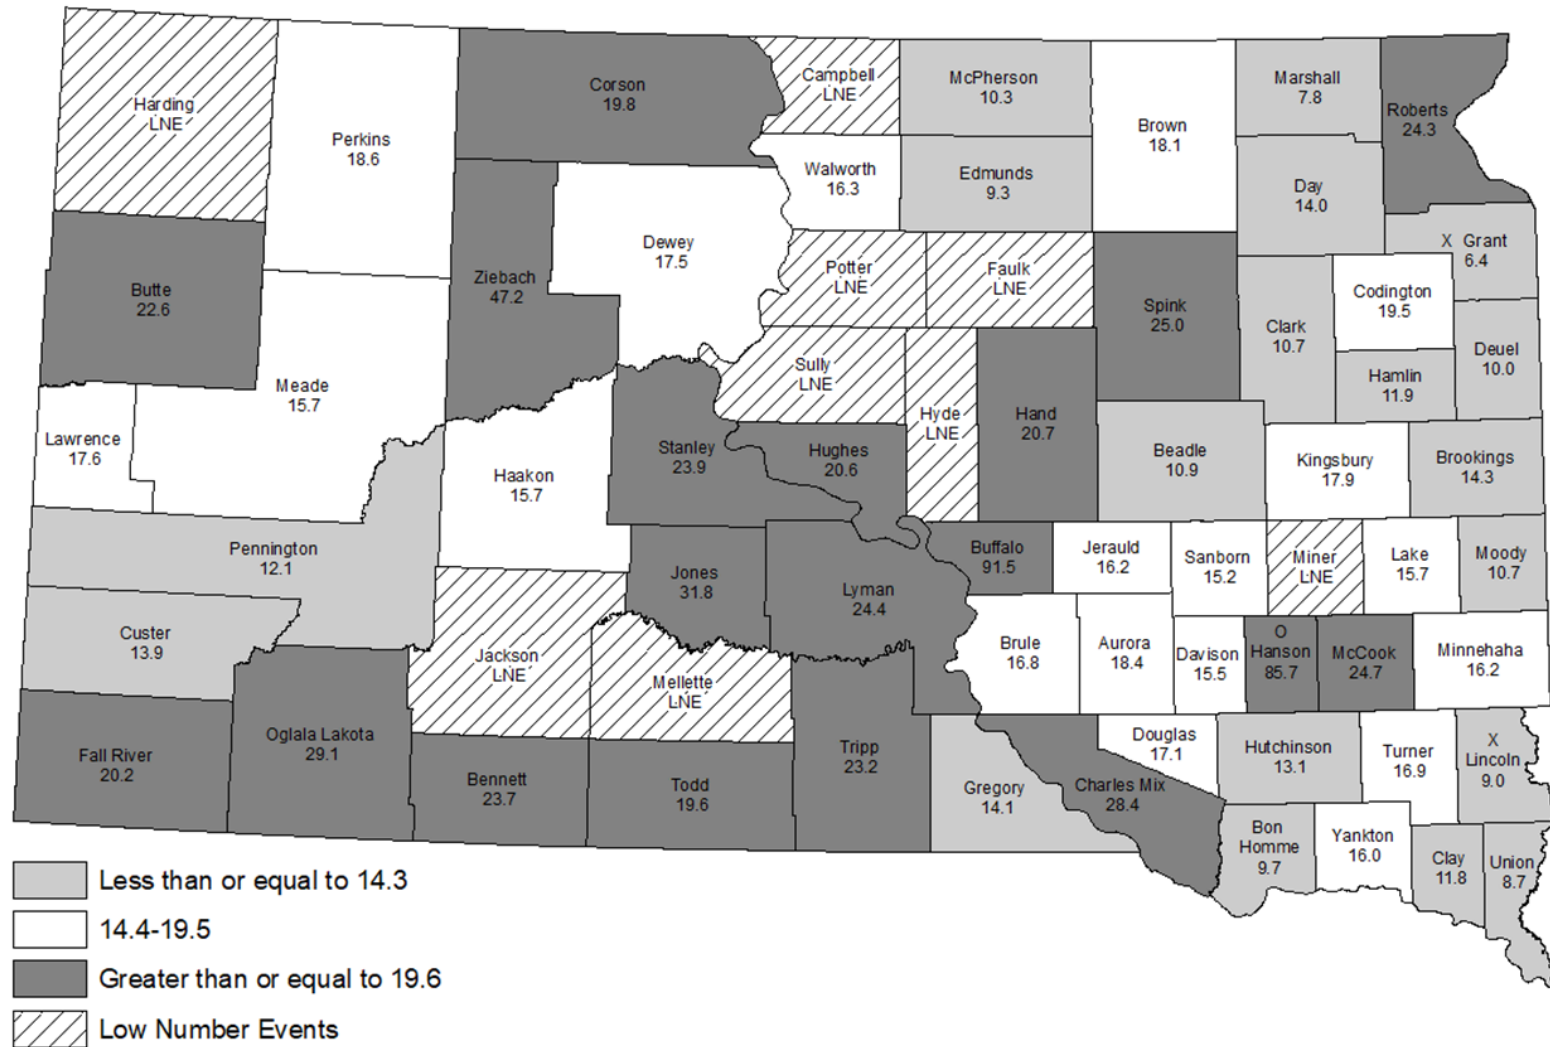 Harding
LNE
Perkins
18.6
Corson
19.8
Campbell
LNE
McPherson
10.3
Brown
18.1
Marshall
7.8
Roberts
24.3
Walworth
16.3
Edmunds
9.3
Day
14.0
X Grant
6.4
Butte
22.6
Ziebach
47.2
Dewey
17.5
Potter
LNE
Faulk
LNE
Spink
25.0
Clark
10.7
Codington
19.5
Deuel
10.0
Hamlin
11.9
Meade
15.7
Sully
LNE
Hyde
LNE
Hand
20.7
Lawrence
17.6
Haakon
15.7
Stanley
23.9
Hughes
20.6
Beadle
10.9
Kingsbury
17.9
Brookings
14.3
Pennington
12.1
Jones
31.8
Lyman
24.4
Buffalo
91.5
Jerauld
16.2
Sanborn
15.2
Miner
LNE
Lake
15.7
Moody
10.7
Custer
13.9
Jackson
LNE
Mellette
LNE
Brule
16.8
Aurora
18.4
Davison
15.5
O
Hanson
85.7
McCook
24.7
Minnehaha
16.2
Fall River
20.2
Oglala Lakota
29.1
Bennett
23.7
Todd
19.6
Tripp
23.2
Gregory
14.1
Charles Mix
28.4
Douglas
17.1
Hutchinson
13.1
Turner
16.9
X
Lincoln
9.0
Bon
Homme
9.7
Yankton
16.0
Clay
11.8
Union
8.7
Less than or equal to 14.3
14.4-19.5
Greater than or equal to 19.6
Low Number Events